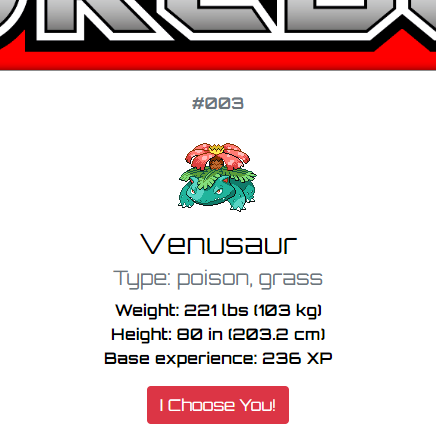 #003
Venusaur
Type: poison, grass
Weight: 221 lbs (103 kg)
Height: 80 in (203.2 cm)
Base experience: 236 XP
I Choose You!